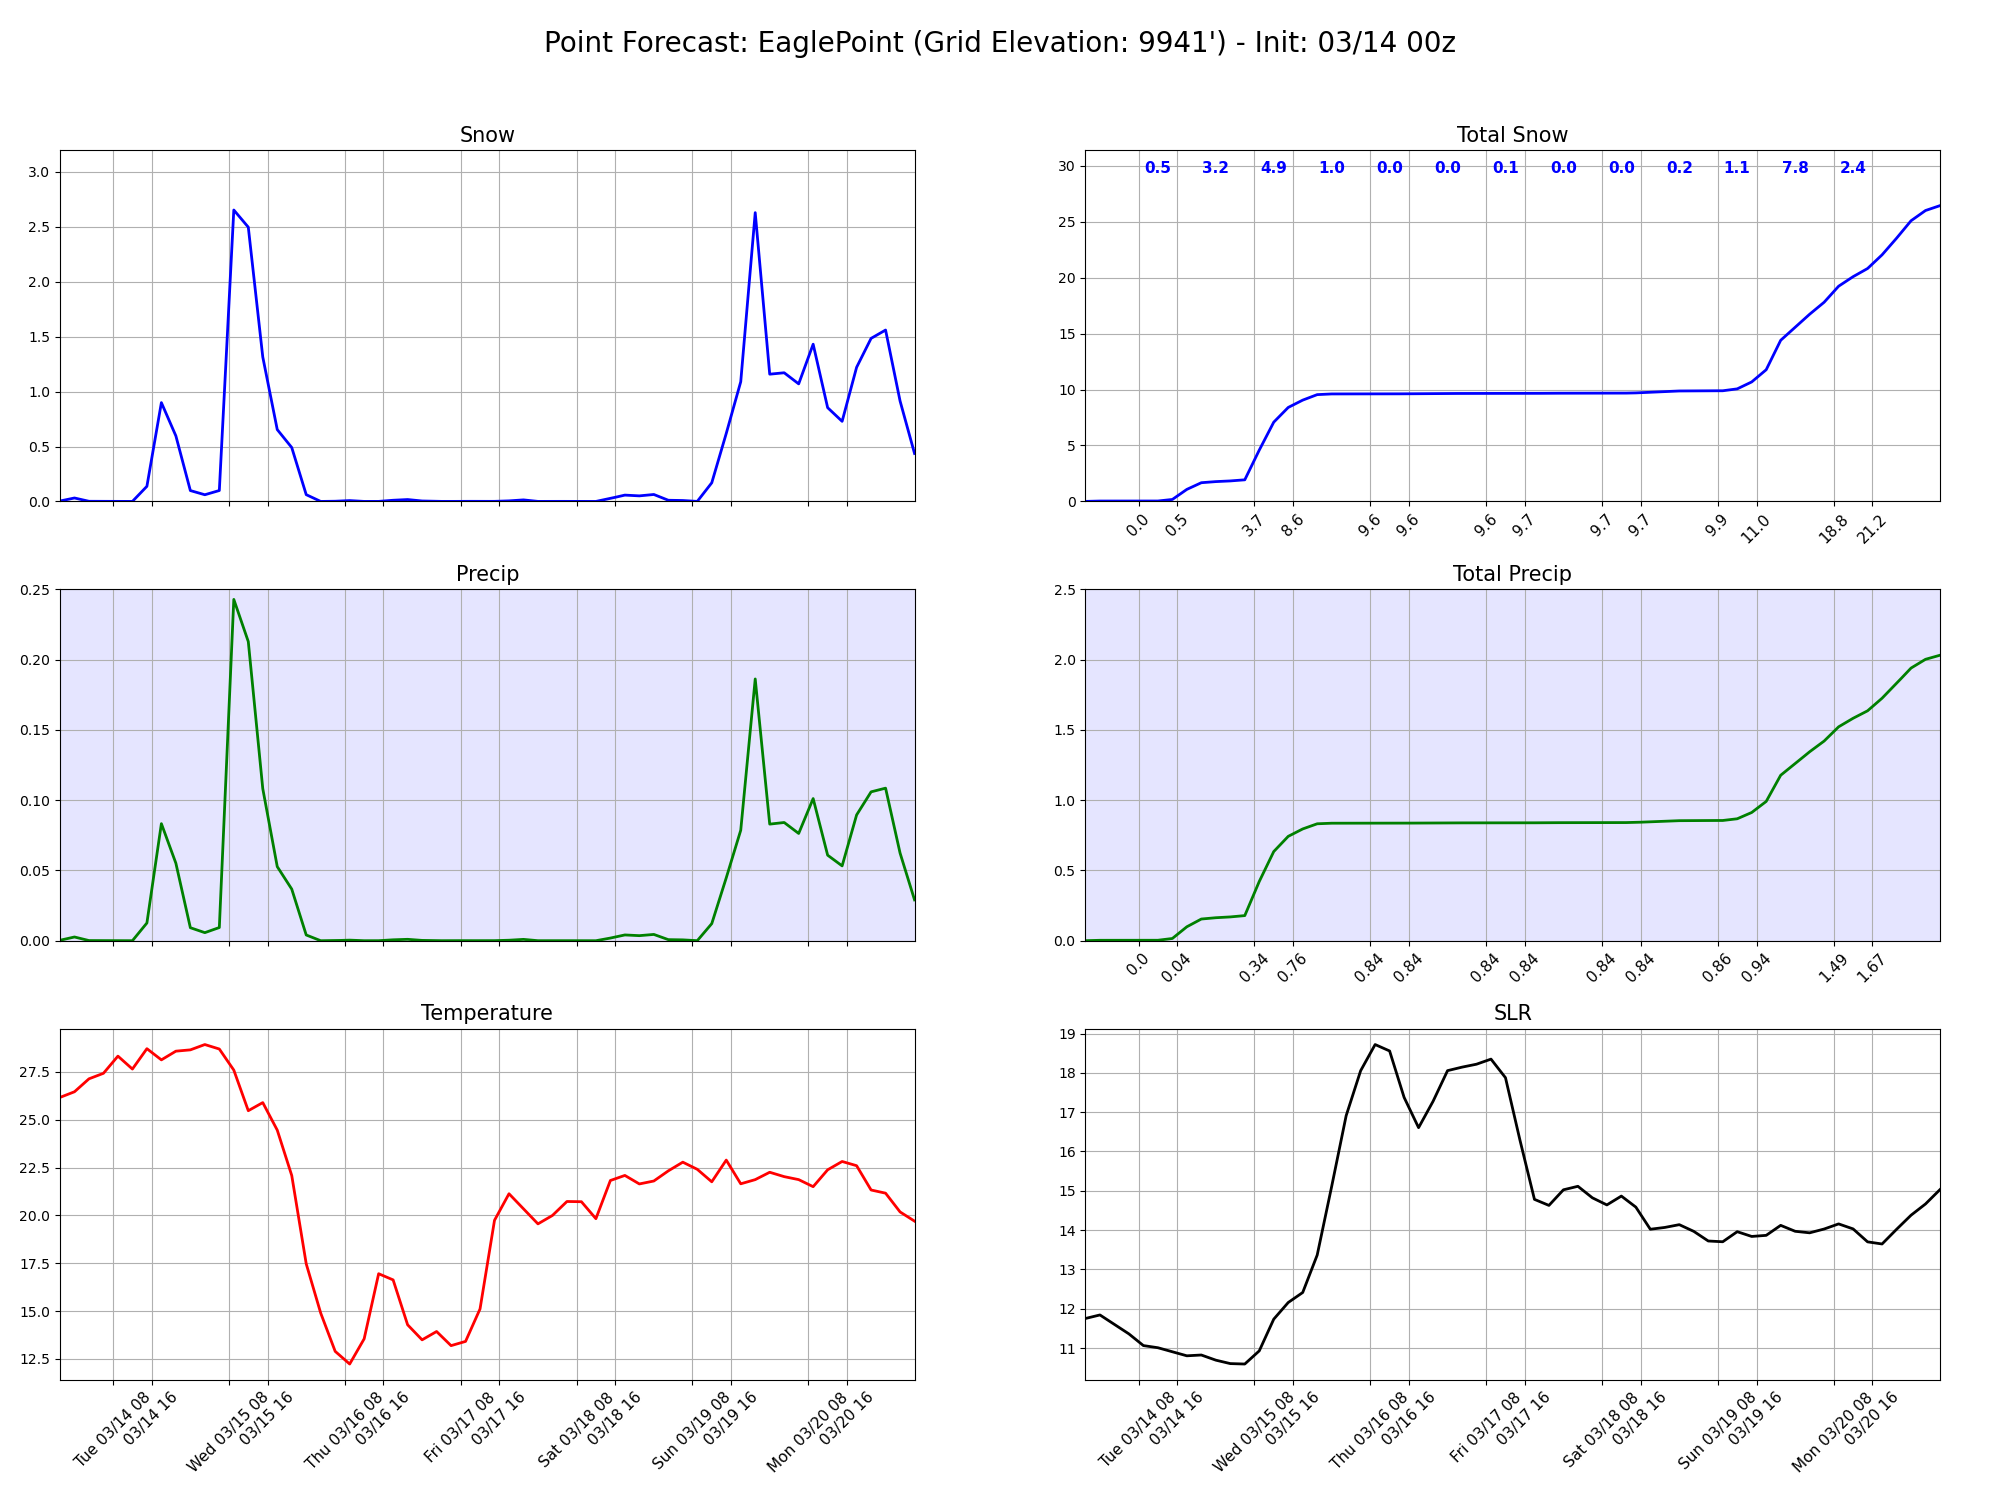 Point Forecast: EaglePoint (Grid Elevation: 9941') - Init: 03/14 00z
Snow
3.0
2.5
2.0
1.5
1.0
0.5
0.0
Total Snow
0.5 3.2 4.9 1.0 0.0 0.0 0.1 0.0 0.0 0.2 1.1 7.8 2.4
30
25
20
15
10
5
0
0.0 0.5 3.7 8.6 9.6 9.6 9.6 9.7 9.7 9.7 9.9 11.0 18.8 21.2
Precip
0.25
0.20
0.15
0.10
0.05
0.00
Total Precip
2.5
2.0
1.5
1.0
0.5
0.0
0.0 0.04 0.34 0.76 0.84 0.84 0.84 0.84 0.84 0.84 0.86 0.94 1.49 1.67
Temperature
27.5
25.0
22.5
20.0
17.5
15.0
12.5
Tue 03/14 08
03/14 16
Wed 03/15 08
03/15 16
Thu 03/16 08
03/16 16
Fri 03/17 08
03/17 16
Sat 03/18 08
03/18 16
Sun 03/19 08
03/19 16
Mon 03/20 08
03/20 16
SLR
19
18
17
16
15
14
13
12
11
Tue 03/14 08
03/14 16
Wed 03/15 08
03/15 16
Thu 03/16 08
03/16 16
Fri 03/17 08
03/17 16
Sat 03/18 08
03/18 16
Sun 03/19 08
03/19 16
Mon 03/20 08
03/20 16